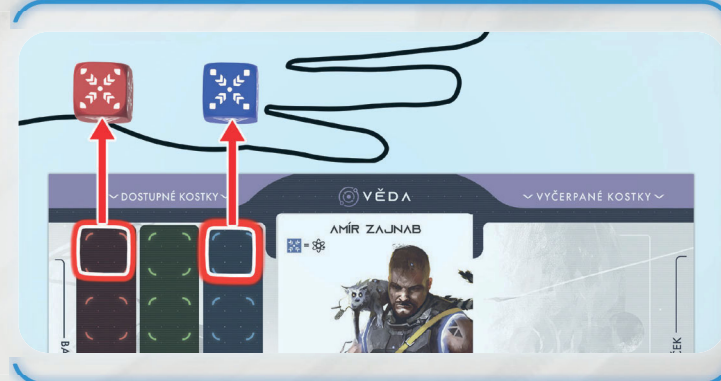 DOSTUPNÉ KOSTKY
VĚDA
VYČERPANÉ KOSTKY
AMÍR ZAJNAB
=